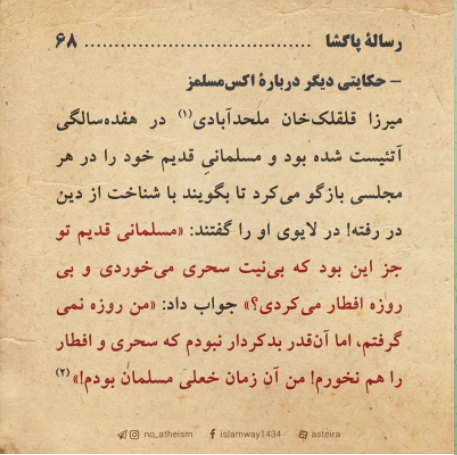 رسالهٔ پاگشا ........................................ ۶۸
– حکایتی دیگر دربارهٔ اکس‌مسلمز
میرزا قلقلک‌خان ملحدآبادی(۱) در هفده‌سالگی
آتئیست شده بود و مسلمانیِ قدیم خود را در هر
مجلسی بازگو می‌کرد تا بگویند با شناخت از دین
در رفته! در لایوی او را گفتند: «مسلمانی قدیم تو
جز این بود که بی‌نیت سحری می‌خوردی و بی
روزه افطار می‌کردی؟» جواب داد: «من روزه نمی
گرفتم، اما آن‌قدر بدکردار نبودم که سحری و افطار
را هم نخورم! من آن زمان خعلی مسلمان بودم!» (۲)
no_atheism islamway1434 asteira